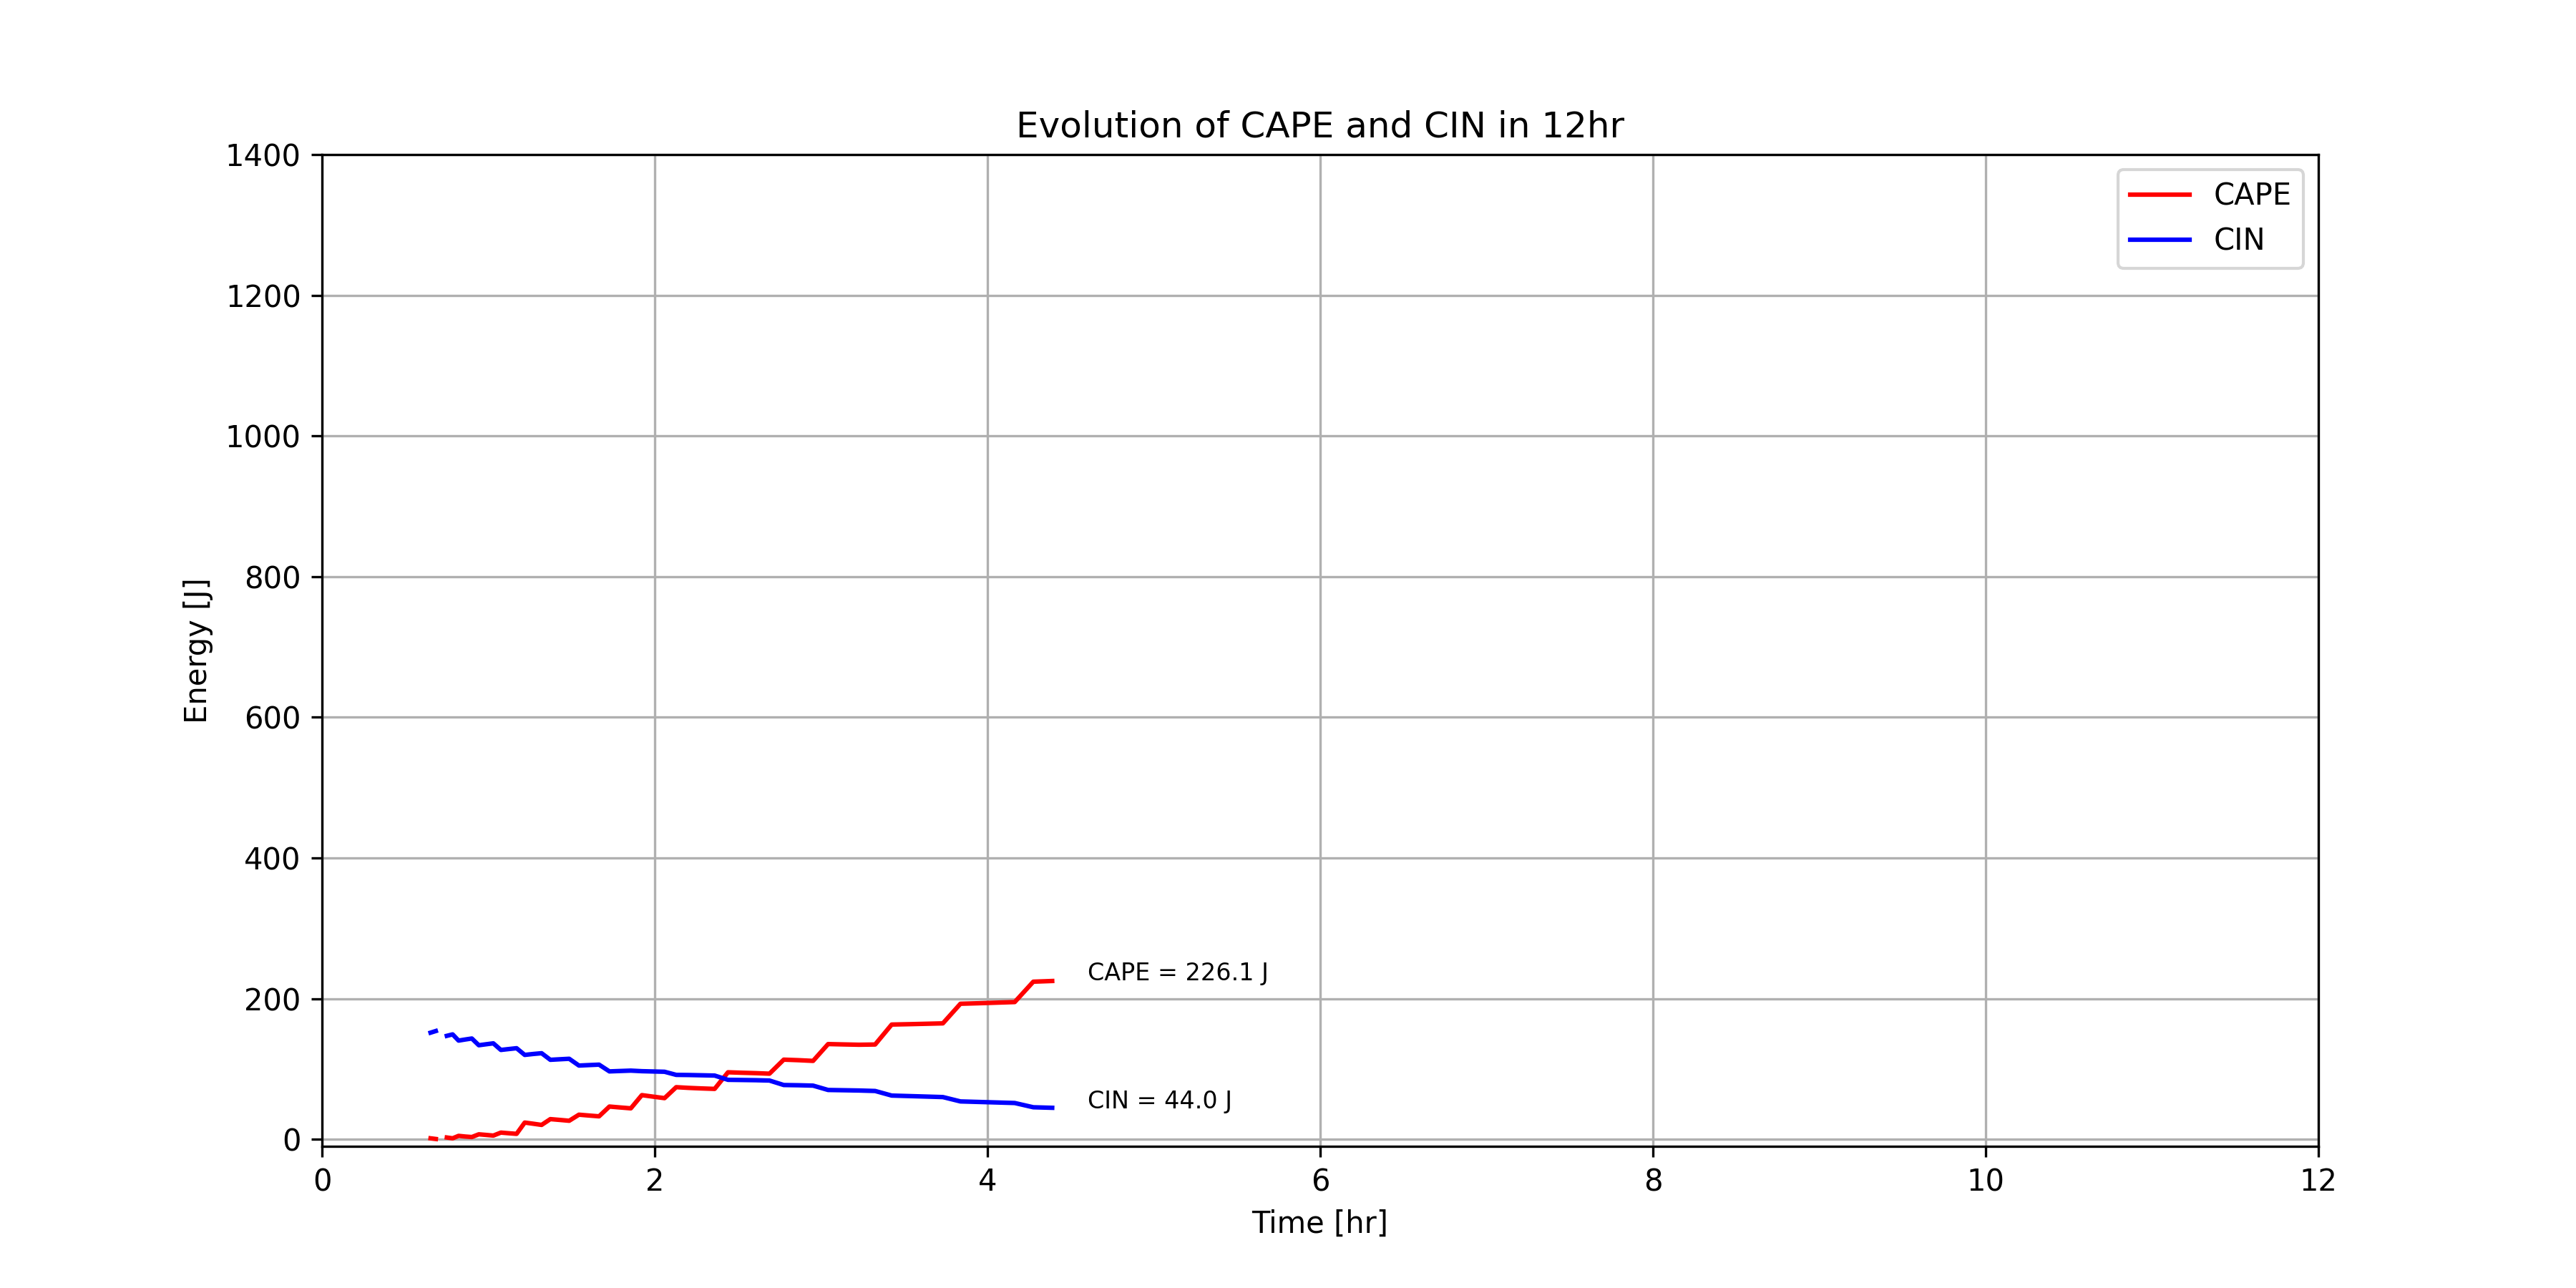 Evolution of CAPE and CIN in 12hr
1400
1200
1000
800
600
400
200
0
Energy [J]
CAPE
CIN
CAPE = 226.1 J
CIN = 44.0 J
0 2 4 6 8 10 12
Time [hr]